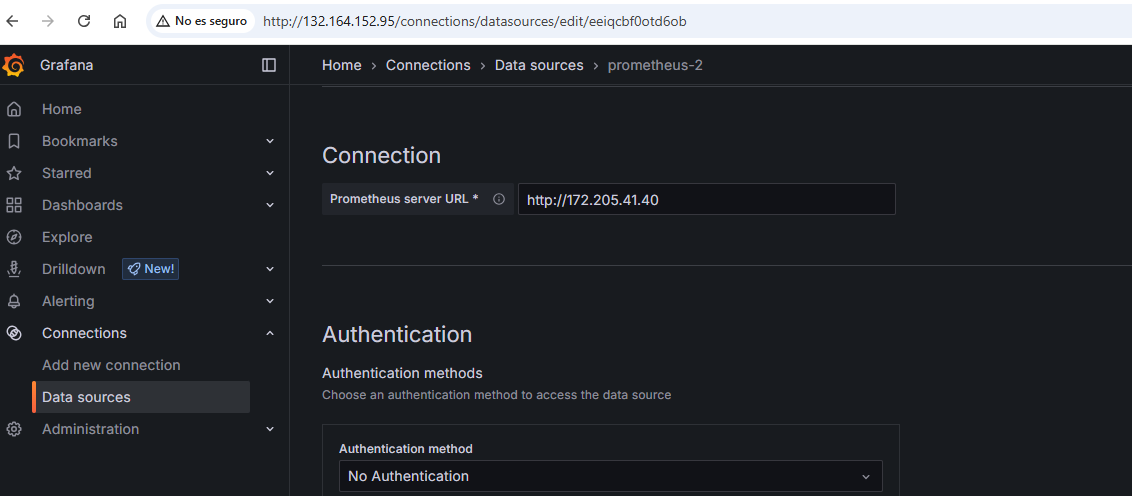 No es seguro http://132.164.152.95/connections/datasources/edit/eeiqcbf0otd6ob
Grafana
Home › Connections › Data sources › prometheus-2
Home
Bookmarks
Starred
Dashboards
Explore
Drilldown New!
Alerting
Connections
Add new connection
Data sources
Administration
Connection
Prometheus server URL * http://172.205.41.40
Authentication
Authentication methods
Choose an authentication method to access the data source
Authentication method
No Authentication